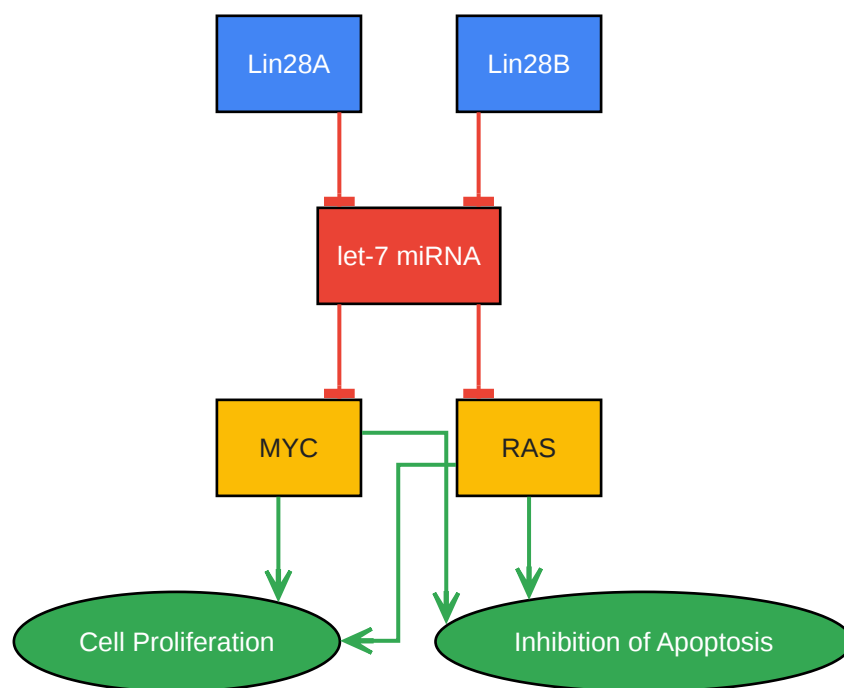 Lin28A
Lin28B
let-7 miRNA
MYC
RAS
Cell Proliferation
Inhibition of Apoptosis